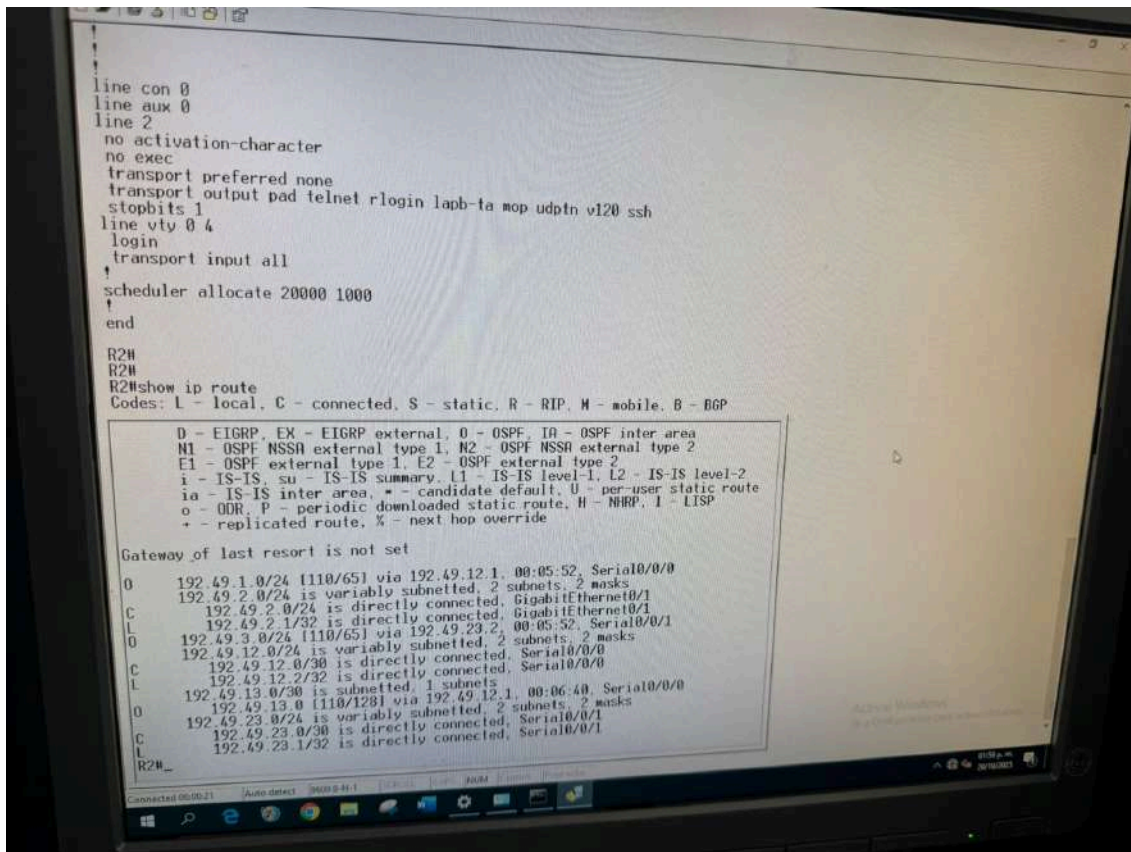 !
!
!
line con 0
line aux 0
line 2
no activation-character
no exec
transport preferred none
transport output pad telnet rlogin lapb-ta mop udptn v120 ssh
stopbits 1
line vty 0 4
login
transport input all
!
scheduler allocate 20000 1000
!
end
R2#
R2#
R2#show ip route
Codes: L - local, C - connected, S - static, R - RIP, M - mobile, B - BGP
D - EIGRP, EX - EIGRP external, O - OSPF, IA - OSPF inter area
N1 - OSPF NSSA external type 1, N2 - OSPF NSSA external type 2
E1 - OSPF external type 1, E2 - OSPF external type 2
i - IS-IS, su - IS-IS summary, L1 - IS-IS level-1, L2 - IS-IS level-2
ia - IS-IS inter area, * - candidate default, U - per-user static route
o - ODR, P - periodic downloaded static route, H - NHRP, l - LISP
+ - replicated route, % - next hop override
Gateway of last resort is not set
O 192.49.1.0/24 [110/65] via 192.49.12.1, 00:05:52, Serial0/0/0
192.49.2.0/24 is variably subnetted, 2 subnets, 2 masks
C 192.49.2.0/24 is directly connected, GigabitEthernet0/1
L 192.49.2.1/32 is directly connected, GigabitEthernet0/1
O 192.49.3.0/24 [110/65] via 192.49.23.2, 00:05:52, Serial0/0/1
192.49.12.0/24 is variably subnetted, 2 subnets, 2 masks
C 192.49.12.0/30 is directly connected, Serial0/0/0
L 192.49.12.2/32 is directly connected, Serial0/0/0
192.49.13.0/30 is subnetted, 1 subnets
O 192.49.13.0 [110/128] via 192.49.12.1, 00:06:40, Serial0/0/0
192.49.23.0/24 is variably subnetted, 2 subnets, 2 masks
C 192.49.23.0/30 is directly connected, Serial0/0/1
L 192.49.23.1/32 is directly connected, Serial0/0/1
R2#_
Connected 00:00:21 Auto detect 9600 8-N-1 NUM
Windows